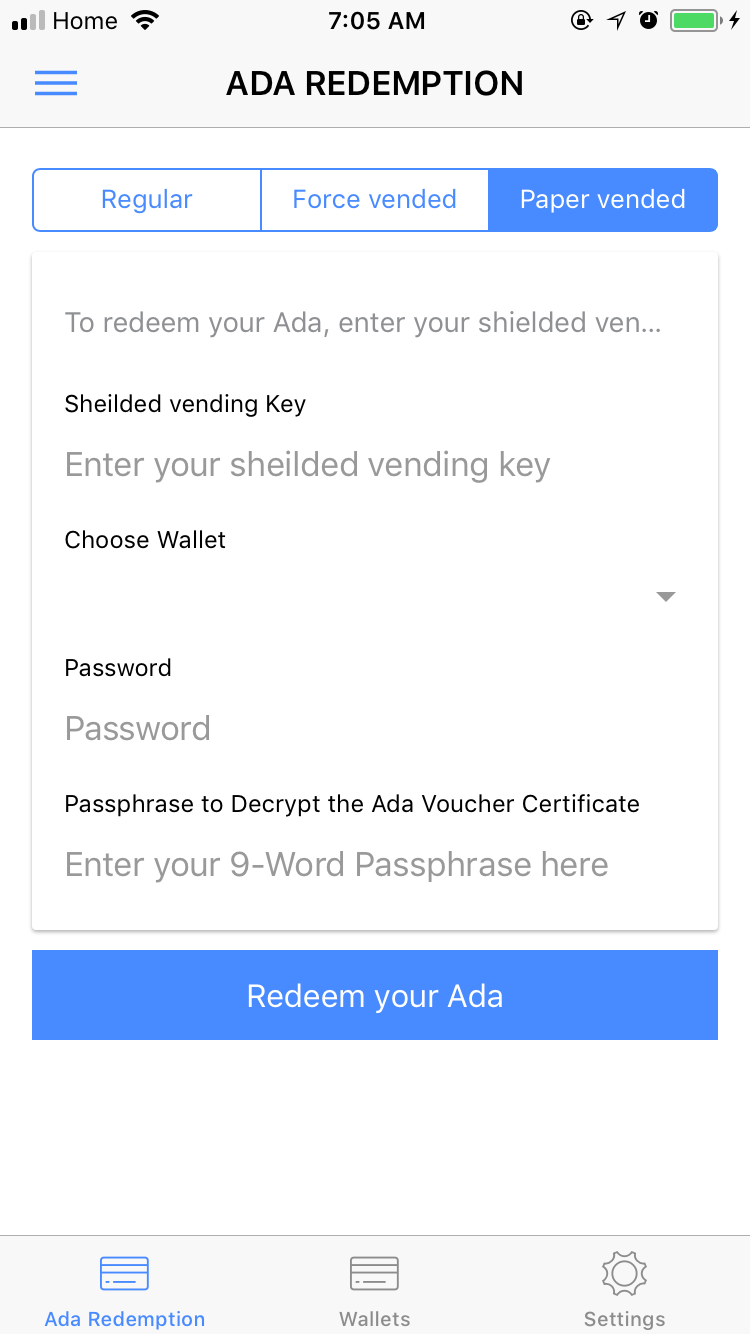 Home 7:05 AM
ADA REDEMPTION
Regular Force vended Paper vended
To redeem your Ada, enter your shielded ven...
Sheilded vending Key
Enter your sheilded vending key
Choose Wallet
Password
Password
Passphrase to Decrypt the Ada Voucher Certificate
Enter your 9-Word Passphrase here
Redeem your Ada
Ada Redemption Wallets Settings